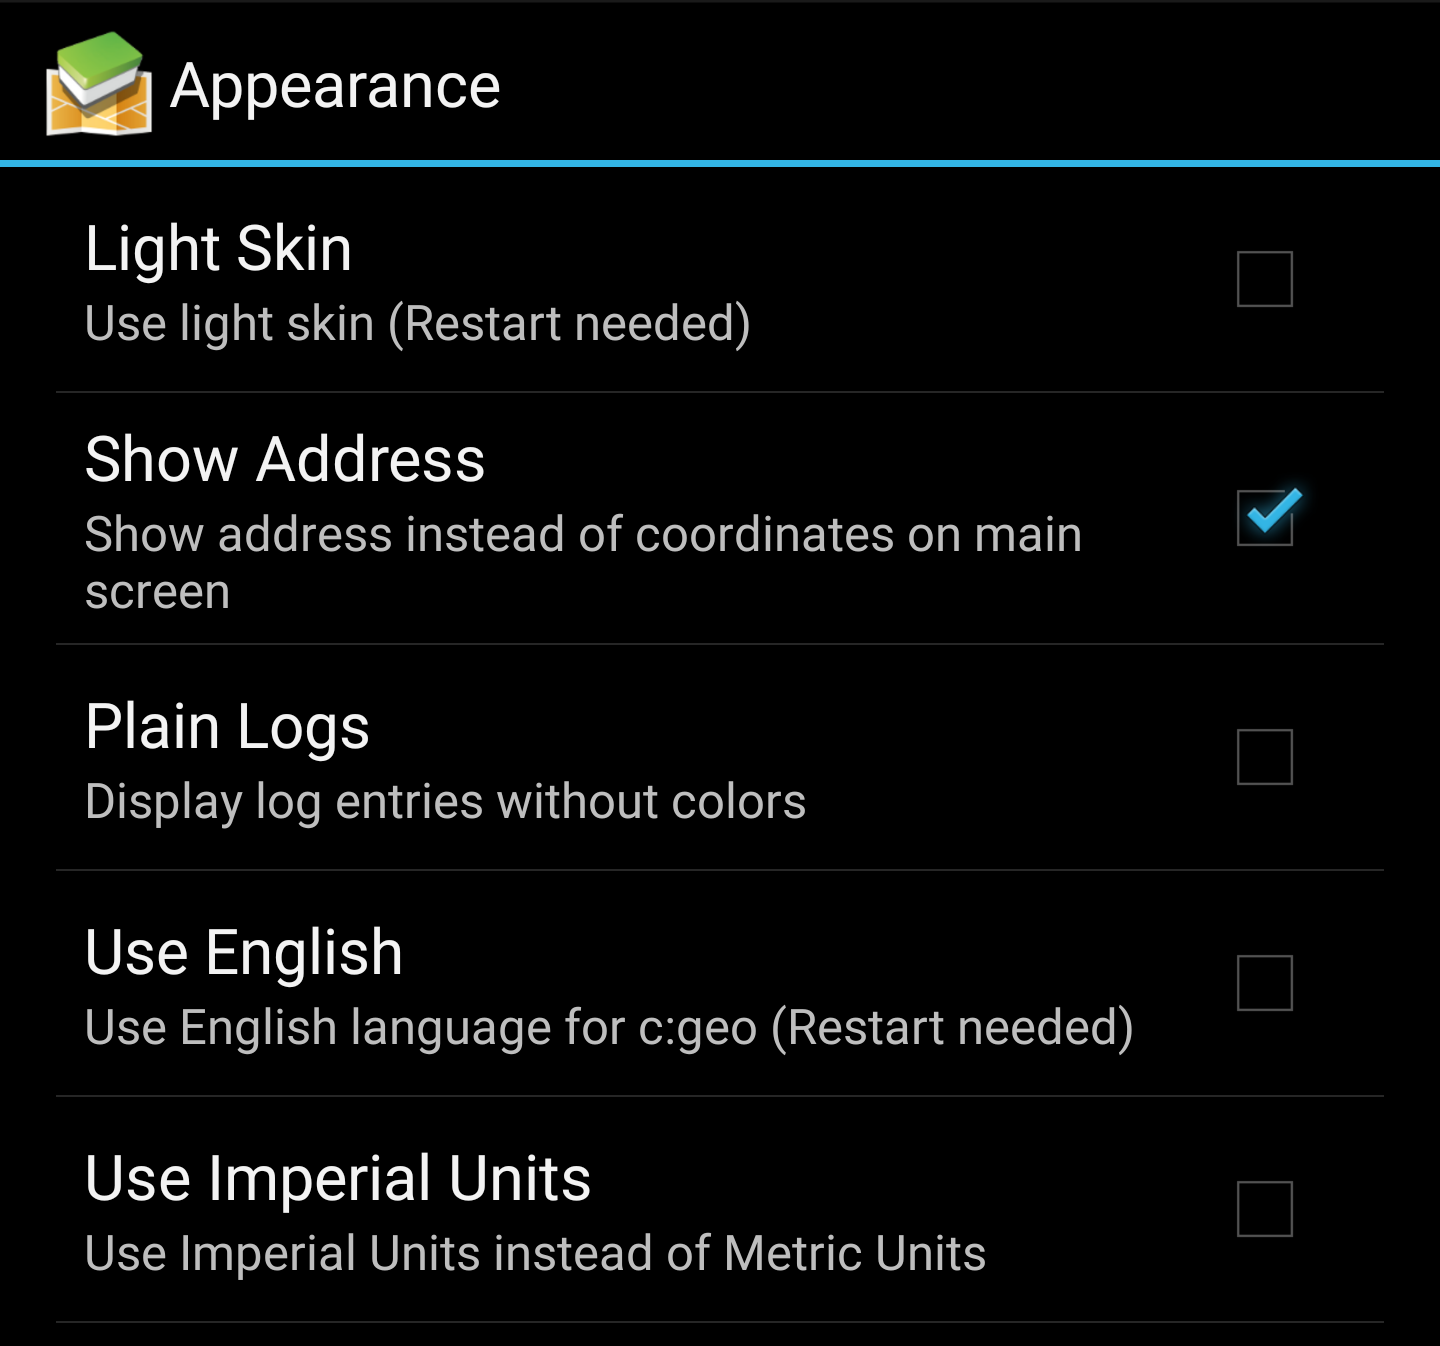 Appearance
Light Skin
Use light skin (Restart needed)
Show Address
Show address instead of coordinates on main
screen
Plain Logs
Display log entries without colors
Use English
Use English language for c:geo (Restart needed)
Use Imperial Units
Use Imperial Units instead of Metric Units